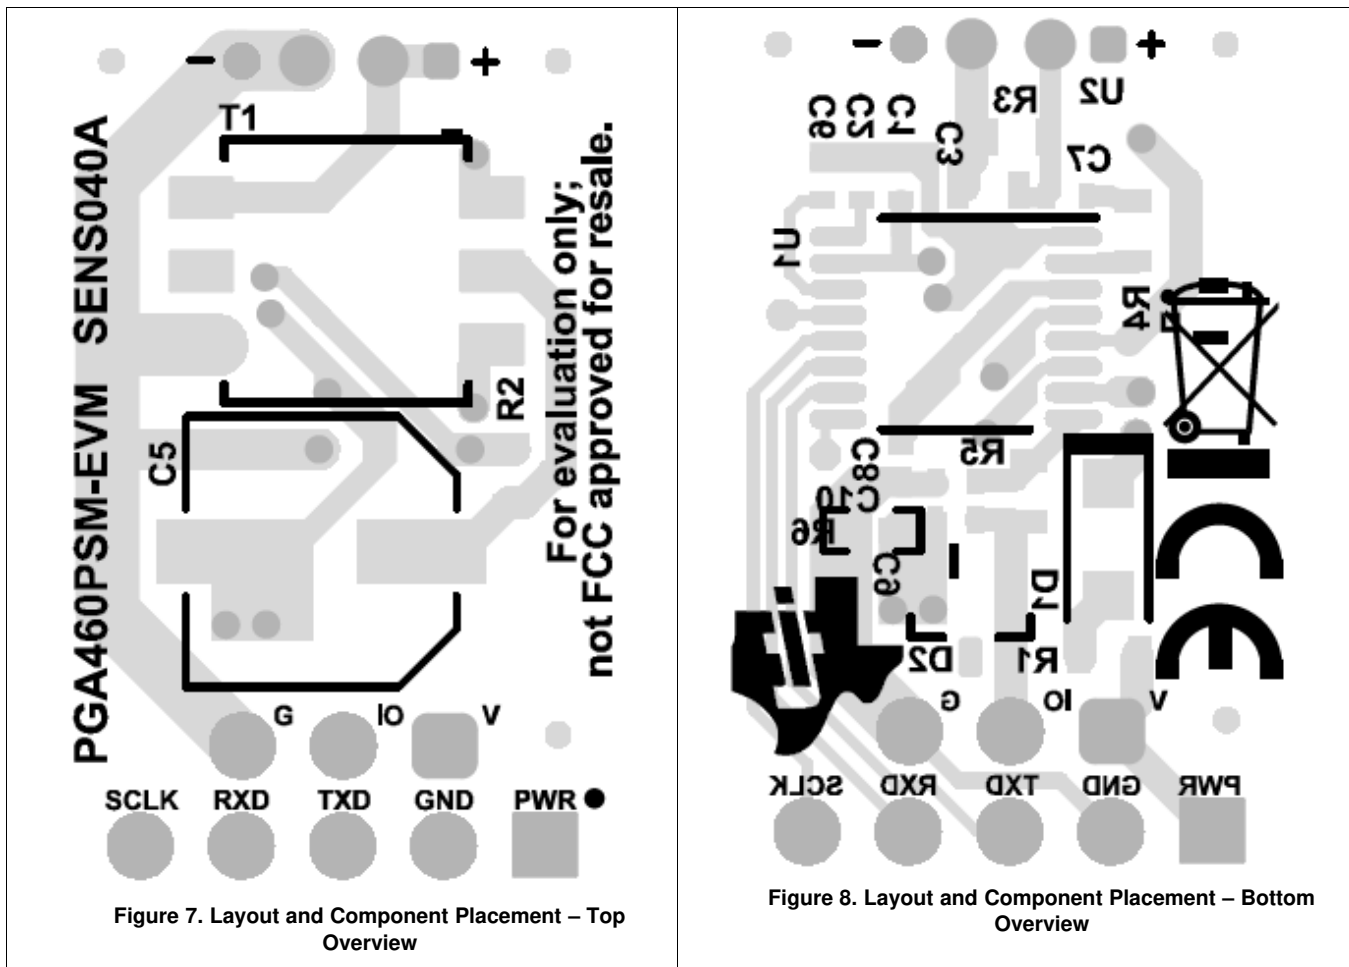 − +
T1
PGA460PSM-EVM SENS040A
For evaluation only;
not FCC approved for resale.
R2
C5
G IO V
SCLK RXD TXD GND PWR
Figure 7. Layout and Component Placement – Top
Overview
− +
U2
R3
C6 C2 C1
C3
C7
U1
R4
R5
C8
C10
R6
C9
D1
D2 R1
G IO V
SCLK RXD TXD GND PWR
Figure 8. Layout and Component Placement – Bottom
Overview